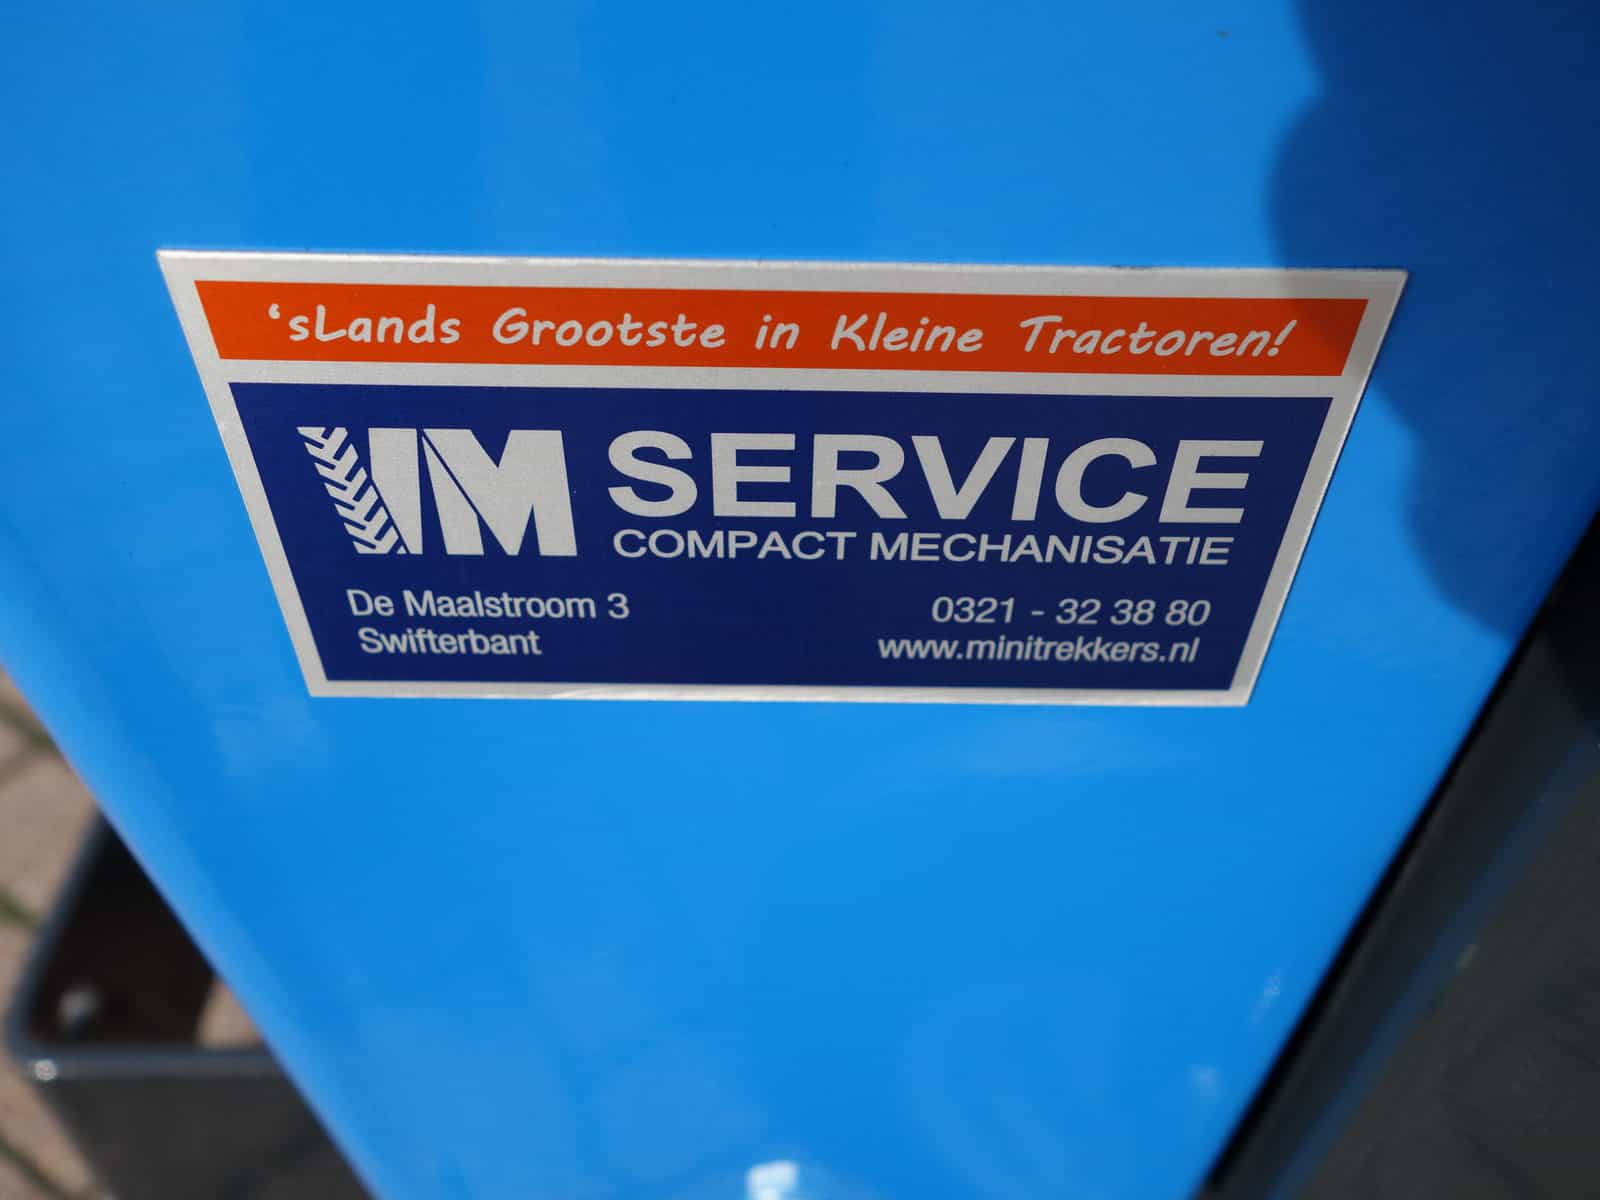 ‘sLands Grootste in Kleine Tractoren!
IM SERVICE
COMPACT MECHANISATIE
De Maalstroom 3
Swifterbant
0321 - 32 38 80
www.minitrekkers.nl